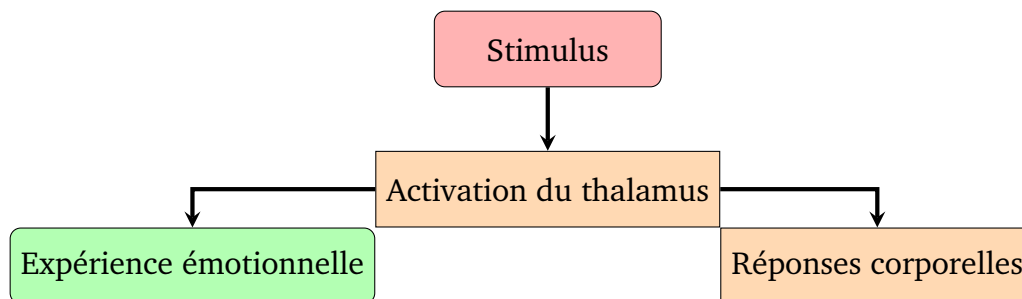 Stimulus
Activation du thalamus
Expérience émotionnelle
Réponses corporelles